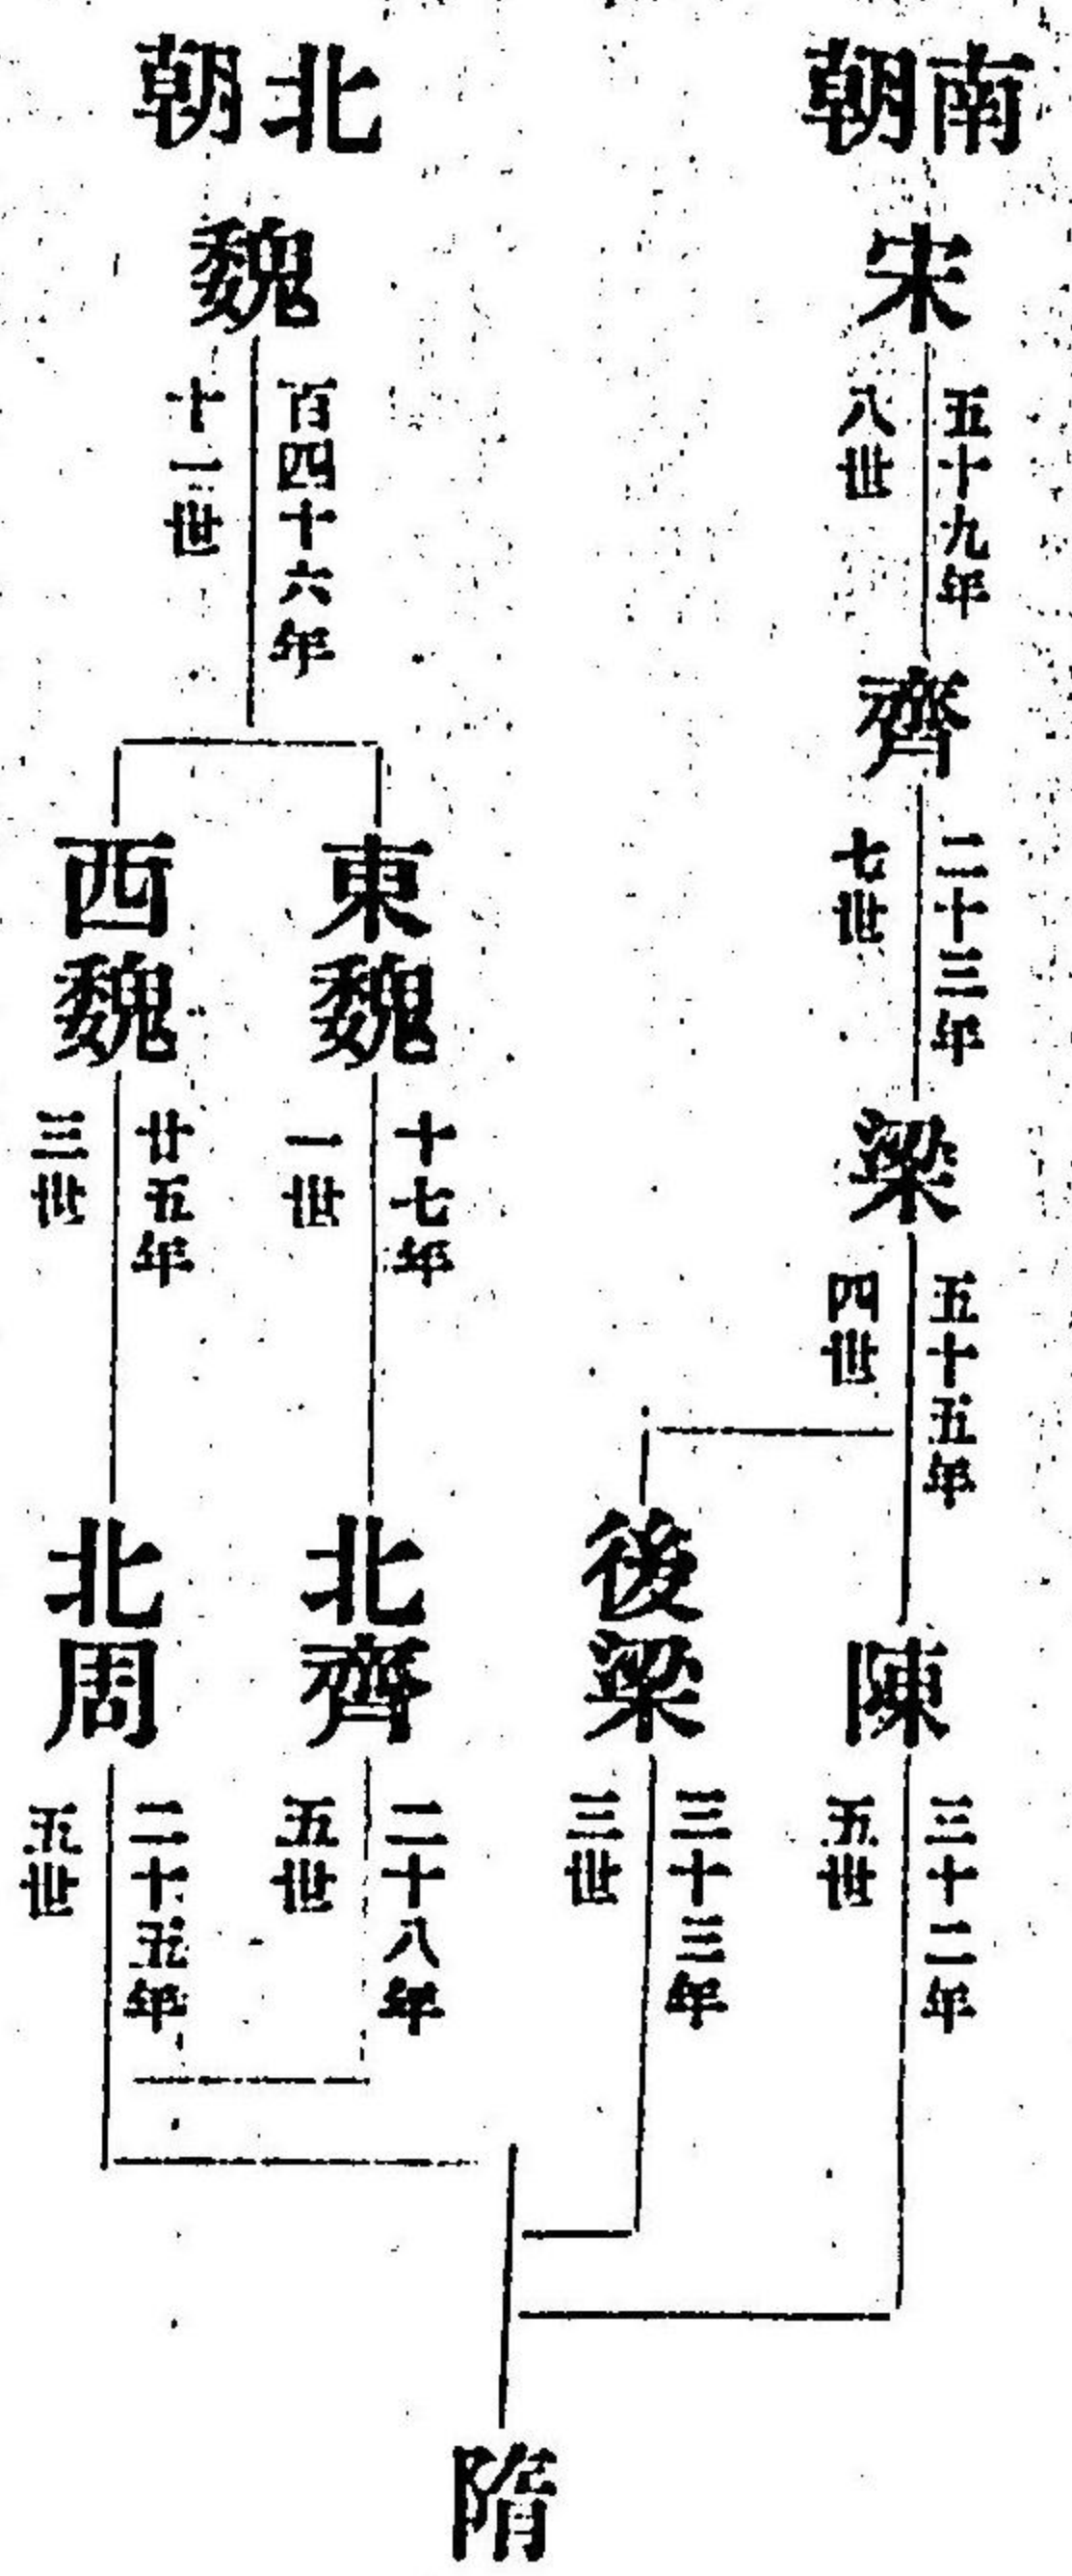 南朝
宋
五十九年
八世
齊
二十三年
七世
梁
五十五年
四世
陳
三十二年
五世
後梁
三十三年
三世
北朝
魏
百四十六年
十一世
東魏
十七年
一世
北齊
二十八年
五世
西魏
廿五年
三世
北周
二十五年
五世
隋